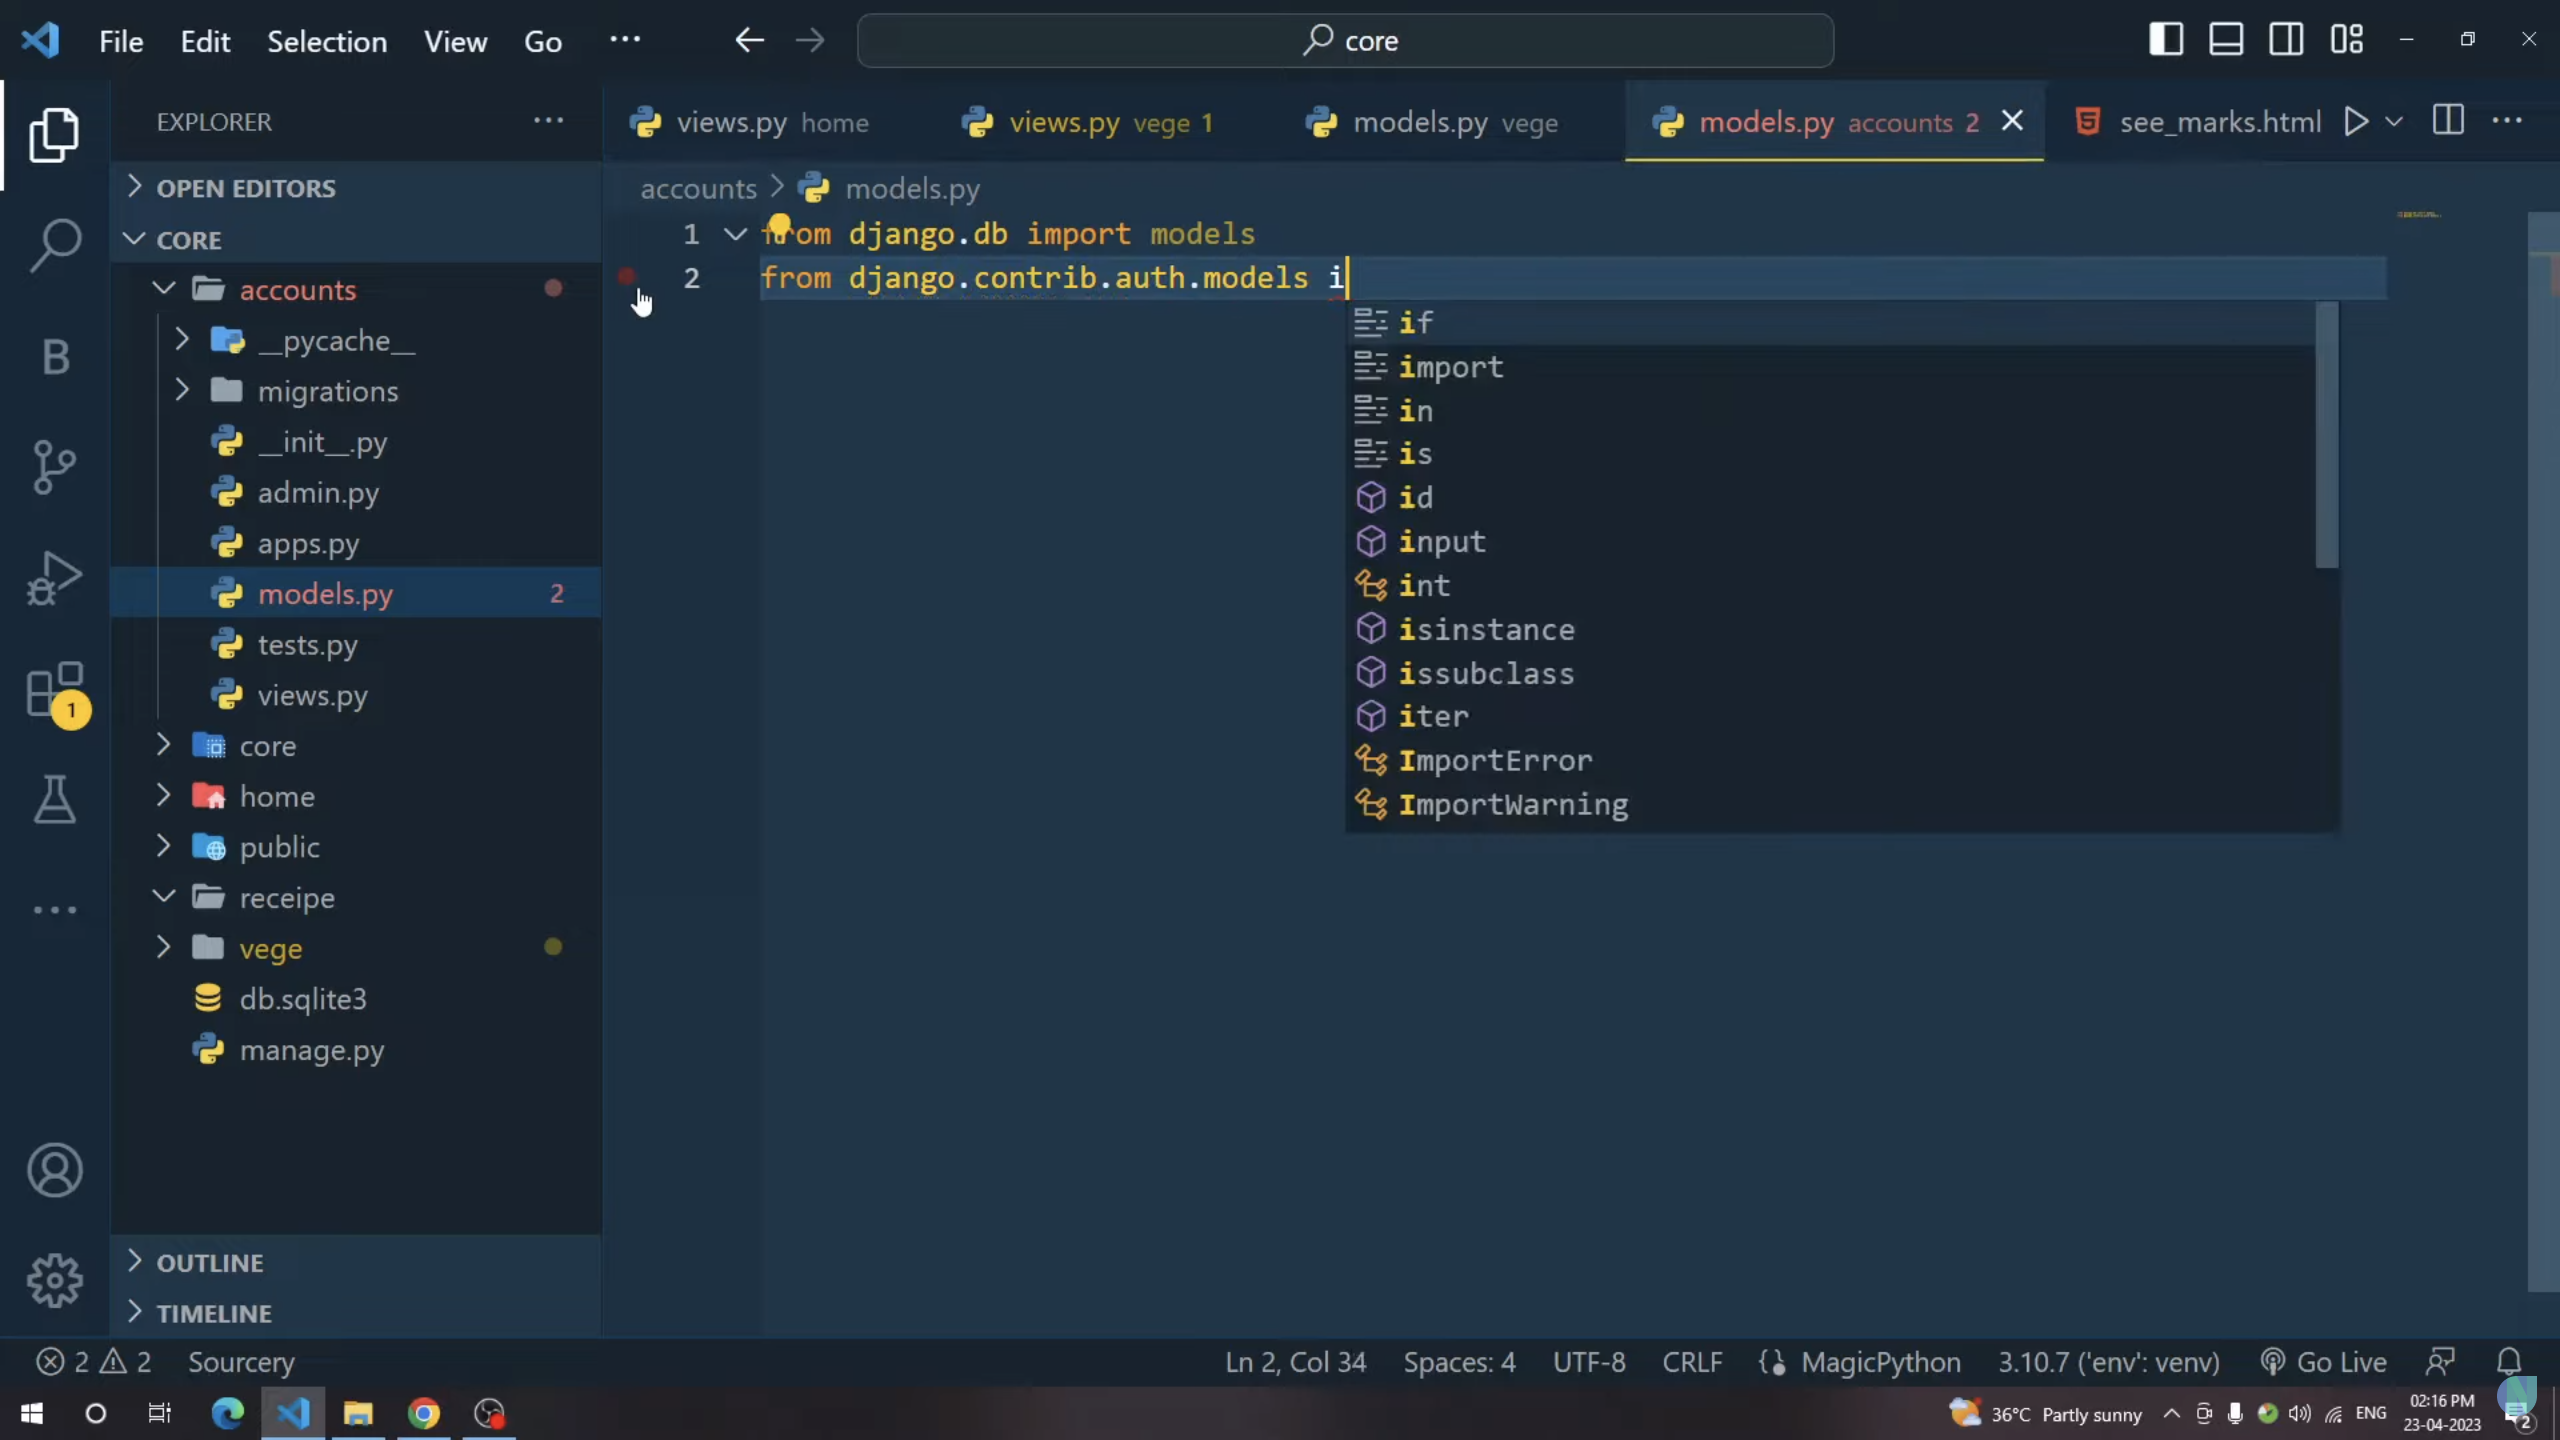 File Edit Selection View Go ···
core
EXPLORER ···
views.py home
views.py vege 1
models.py vege
models.py accounts 2
see_marks.html
OPEN EDITORS
CORE
accounts
__pycache__
migrations
__init__.py
admin.py
apps.py
models.py 2
tests.py
views.py
core
home
public
receipe
vege
db.sqlite3
manage.py
OUTLINE
TIMELINE
B
1
accounts > models.py
1 from django.db import models
2 from django.contrib.auth.models i
if
import
in
is
id
input
int
isinstance
issubclass
iter
ImportError
ImportWarning
2 2 Sourcery
Ln 2, Col 34 Spaces: 4 UTF-8 CRLF MagicPython 3.10.7 ('env': venv) Go Live
36°C Partly sunny ENG 02:16 PM
23-04-2023 2